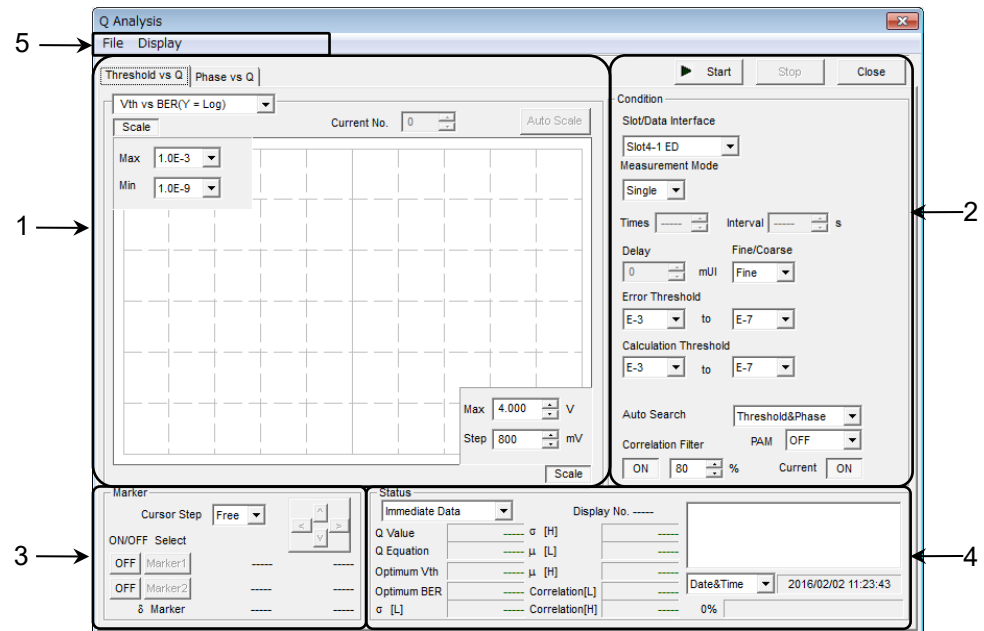 Q Analysis
5
File Display
Threshold vs Q Phase vs Q
Start Stop Close
Vth vs BER(Y = Log)
Scale
Current No. 0
Auto Scale
Max 1.0E-3
Min 1.0E-9
1
Max 4.000 V
Step 800 mV
Scale
Condition
Slot/Data Interface
Slot4-1 ED
Measurement Mode
Single
Times ----- Interval ----- s
2
Delay Fine/Coarse
0 mUI Fine
Error Threshold
E-3 to E-7
Calculation Threshold
E-3 to E-7
Auto Search Threshold&Phase
PAM OFF
Correlation Filter
ON 80 % Current ON
Marker
Cursor Step Free
^
< >
v
ON/OFF Select
3
OFF Marker1 ----- -----
OFF Marker2 ----- -----
δ Marker ----- -----
Status
Immediate Data Display No. -----
Q Value ----- σ [H] -----
Q Equation ----- μ [L] -----
Optimum Vth ----- μ [H] -----
Optimum BER ----- Correlation[L] -----
σ [L] ----- Correlation[H] -----
4
Date&Time 2016/02/02 11:23:43
0%